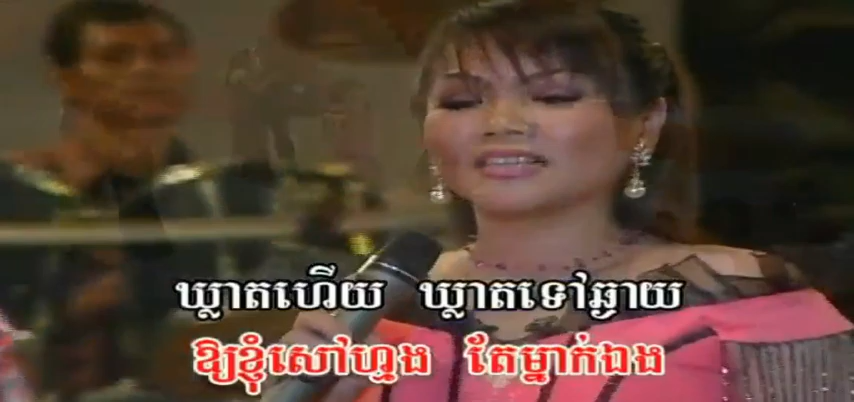 ឃ្លាតហើយ ឃ្លាតទៅឆ្ងាយ
ឱ្យខ្ញុំសៅហ្មង តែម្នាក់ឯង